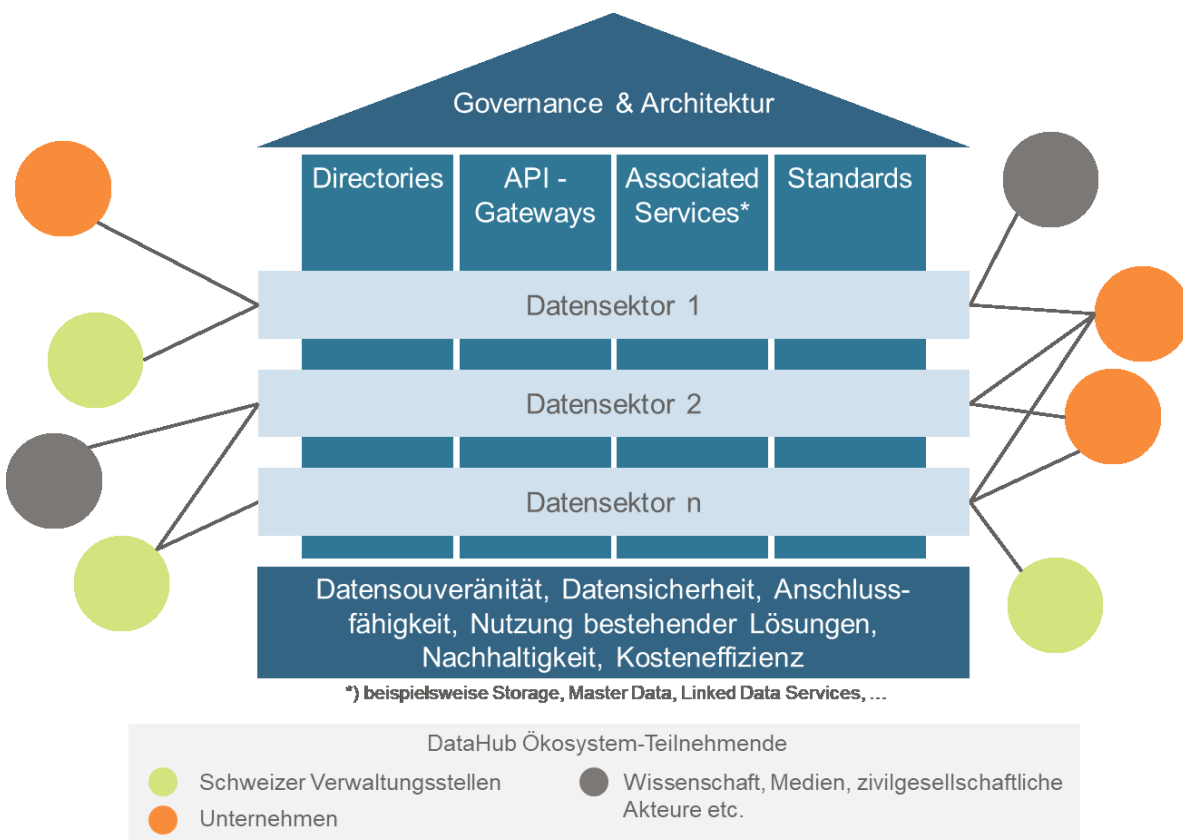 Governance & Architektur
Directories
API -
Gateways
Associated
Services*
Standards
Datensektor 1
Datensektor 2
Datensektor n
Datensouveränität, Datensicherheit, Anschluss-
fähigkeit, Nutzung bestehender Lösungen,
Nachhaltigkeit, Kosteneffizienz
*) beispielsweise Storage, Master Data, Linked Data Services, ...
DataHub Ökosystem-Teilnehmende
Schweizer Verwaltungsstellen
Unternehmen
Wissenschaft, Medien, zivilgesellschaftliche
Akteure etc.